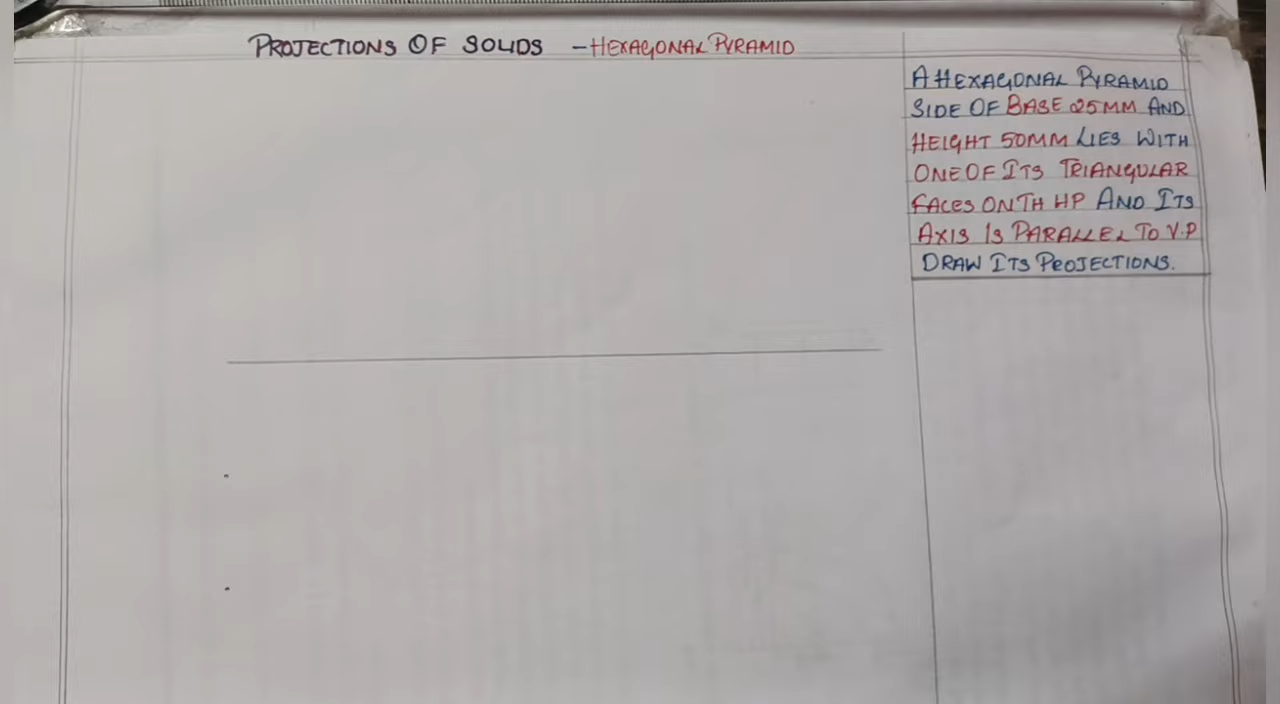 PROJECTIONS OF SOLIDS - HEXAGONAL PYRAMID
A HEXAGONAL PYRAMID
SIDE OF BASE 25MM AND
HEIGHT 50MM LIES WITH
ONE OF ITS TRIANGULAR
FACES ON TH HP AND ITS
AXIS IS PARALLEL TO V.P
DRAW ITS PROJECTIONS.